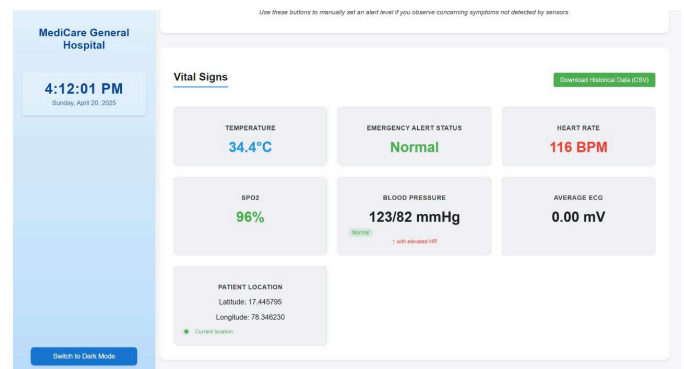 Use these buttons to manually set an alert level if you observe concerning symptoms not detected by sensors.
MediCare General
Hospital
4:12:01 PM
Sunday, April 20, 2025
Vital Signs
Download Historical Data (CSV)
TEMPERATURE
34.4°C
EMERGENCY ALERT STATUS
Normal
HEART RATE
116 BPM
SPO2
96%
BLOOD PRESSURE
123/82 mmHg
Normal
↑ with elevated HR
AVERAGE ECG
0.00 mV
PATIENT LOCATION
Latitude: 17.445795
Longitude: 78.346230
Current location
Switch to Dark Mode